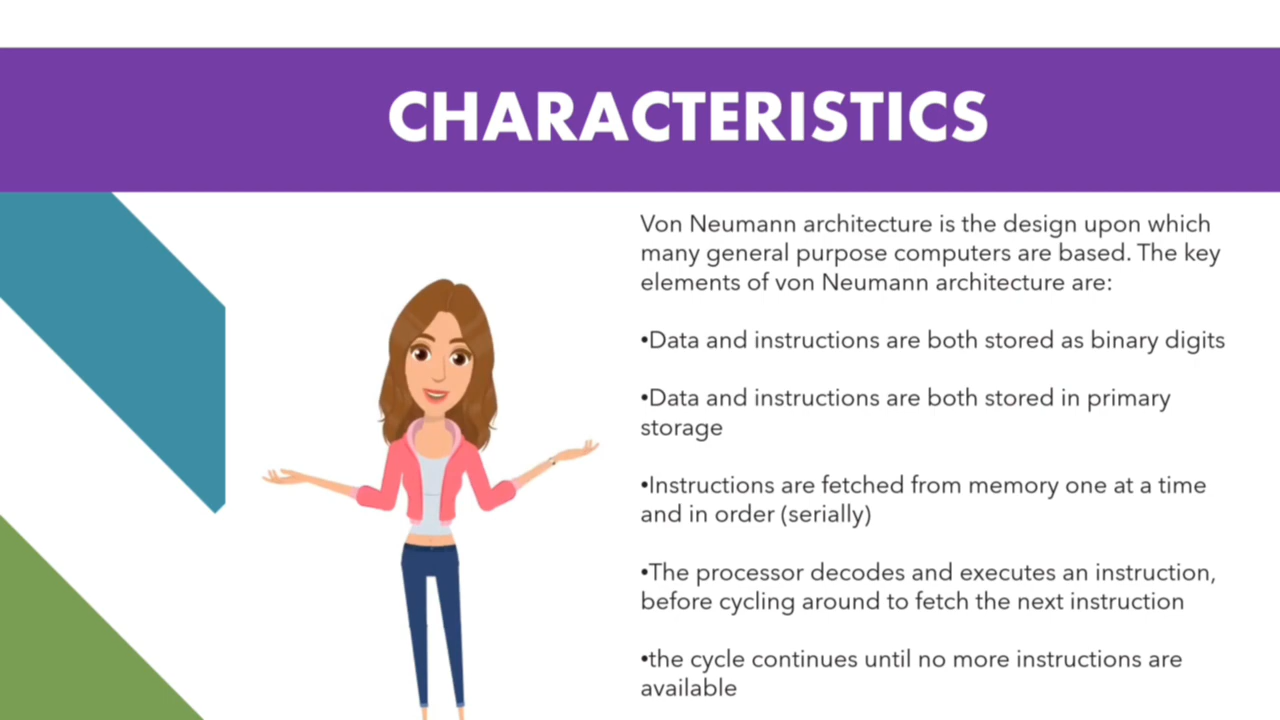 CHARACTERISTICS
Von Neumann architecture is the design upon which
many general purpose computers are based. The key
elements of von Neumann architecture are:
•Data and instructions are both stored as binary digits
•Data and instructions are both stored in primary
storage
•Instructions are fetched from memory one at a time
and in order (serially)
•The processor decodes and executes an instruction,
before cycling around to fetch the next instruction
•the cycle continues until no more instructions are
available